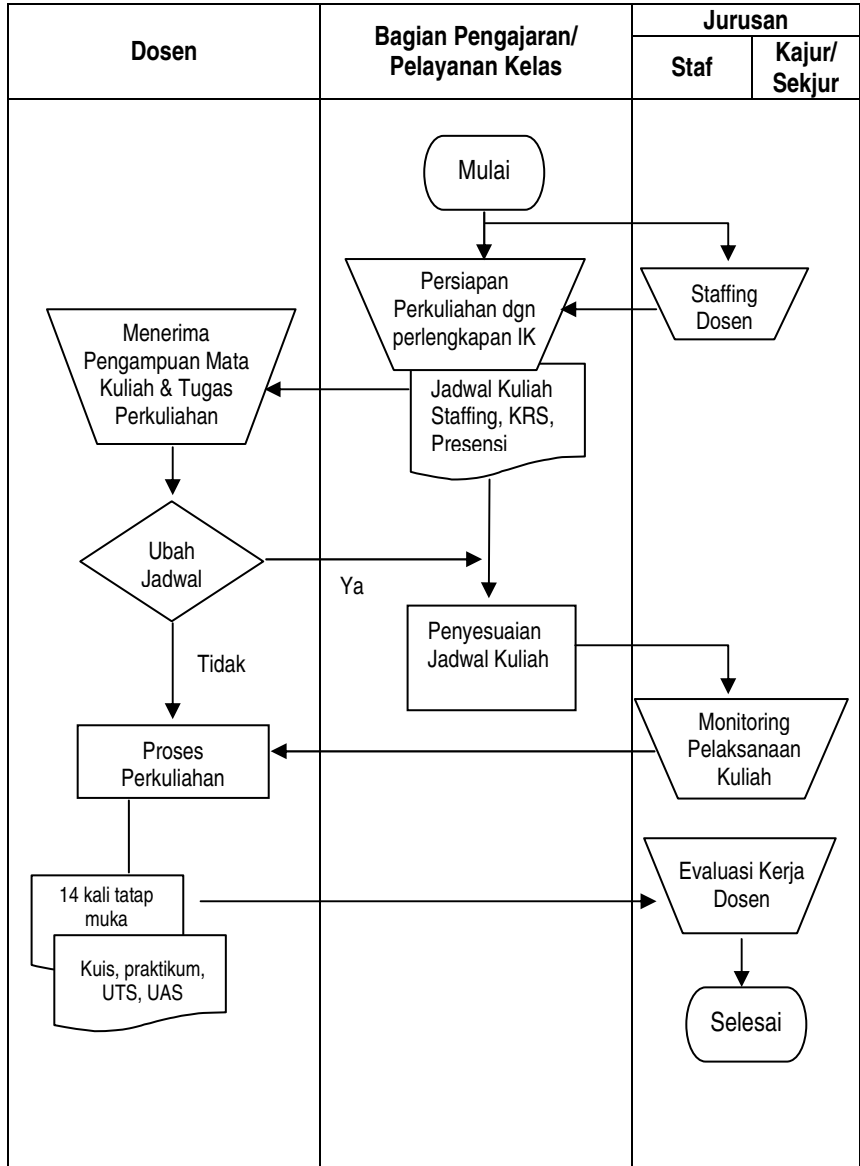 Dosen
Bagian Pengajaran/
Pelayanan Kelas
Jurusan
Staf
Kajur/
Sekjur
Mulai
Persiapan
Perkuliahan dgn
perlengkapan IK
Staffing
Dosen
Menerima
Pengampuan Mata
Kuliah & Tugas
Perkuliahan
Jadwal Kuliah
Staffing, KRS,
Presensi
Ubah
Jadwal
Ya
Tidak
Penyesuaian
Jadwal Kuliah
Monitoring
Pelaksanaan
Kuliah
Proses
Perkuliahan
Evaluasi Kerja
Dosen
14 kali tatap
muka
Kuis, praktikum,
UTS, UAS
Selesai